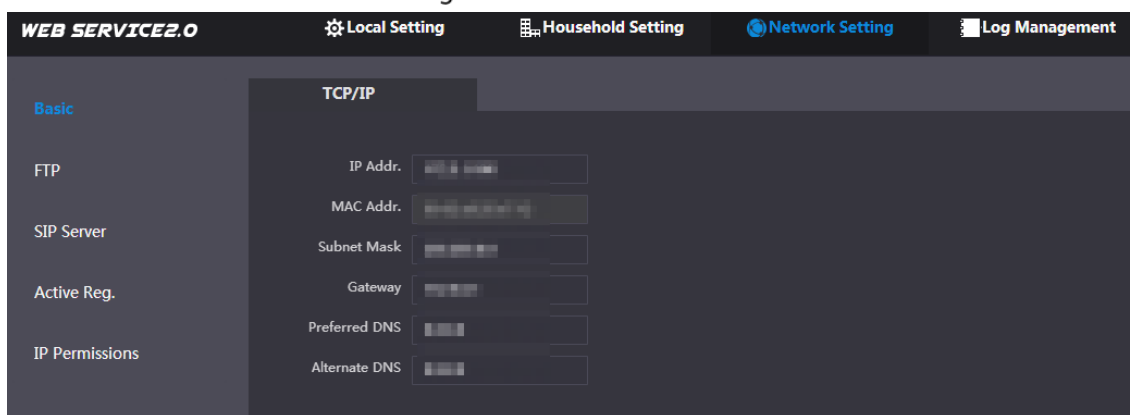 WEB SERVICE2.0 Local Setting Household Setting Network Setting Log Management
TCP/IP
Basic
FTP
SIP Server
Active Reg.
IP Permissions
IP Addr.
MAC Addr.
Subnet Mask
Gateway
Preferred DNS
Alternate DNS